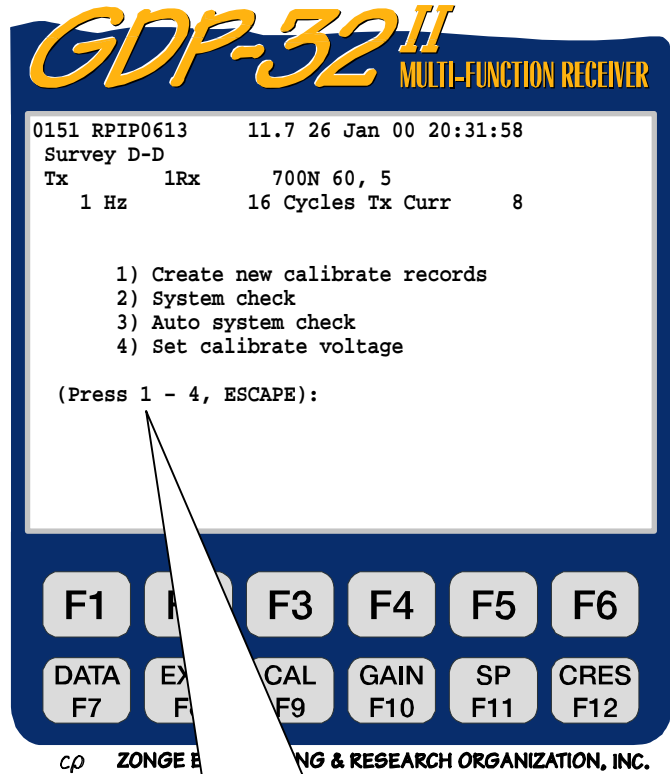 GDP-32 II
MULTI-FUNCTION RECEIVER
0151 RPIP0613 11.7 26 Jan 00 20:31:58
Survey D-D
Tx 1Rx 700N 60, 5
1 Hz 16 Cycles Tx Curr 8
1) Create new calibrate records
2) System check
3) Auto system check
4) Set calibrate voltage
(Press 1 - 4, ESCAPE):
F1 F3 F4 F5 F6
DATA CAL GAIN SP CRES
F7 F9 F10 F11 F12
ZONGE & RESEARCH ORGANIZATION, INC.